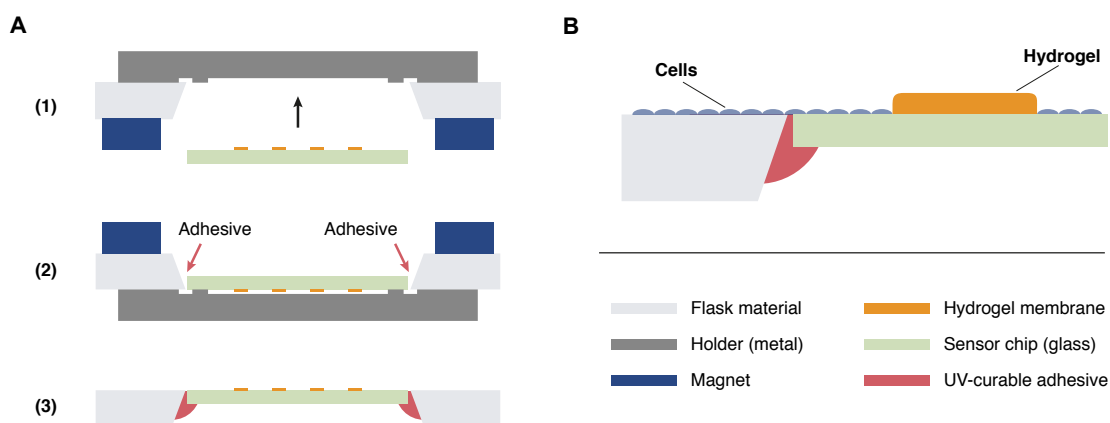 A
(1)
(2)
Adhesive
Adhesive
(3)
B
Cells
Hydrogel
Flask material
Hydrogel membrane
Holder (metal)
Sensor chip (glass)
Magnet
UV-curable adhesive